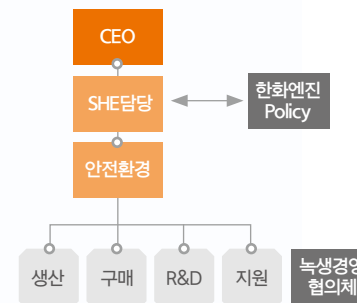 CEO
SHE담당
한화엔진
Policy
안전환경
생산
구매
R&D
지원
녹생경영
협의체